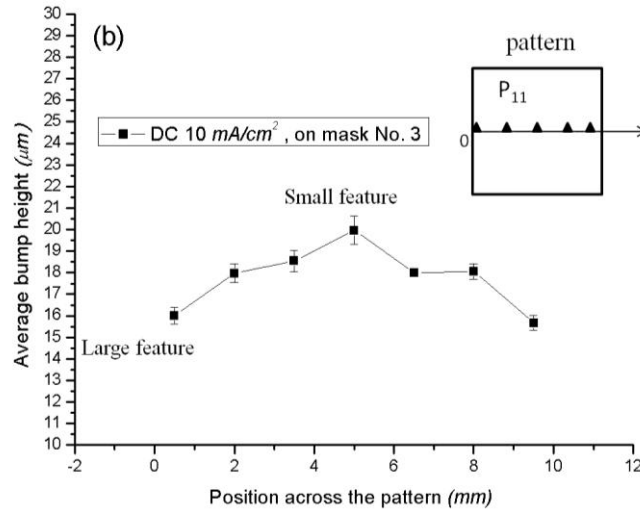 (b)
pattern
P11
0
DC 10 mA/cm², on mask No. 3
Small feature
Large feature
Average bump height (μm)
30
29
28
27
26
25
24
23
22
21
20
19
18
17
16
15
14
13
12
11
10
-2 0 2 4 6 8 10 12
Position across the pattern (mm)